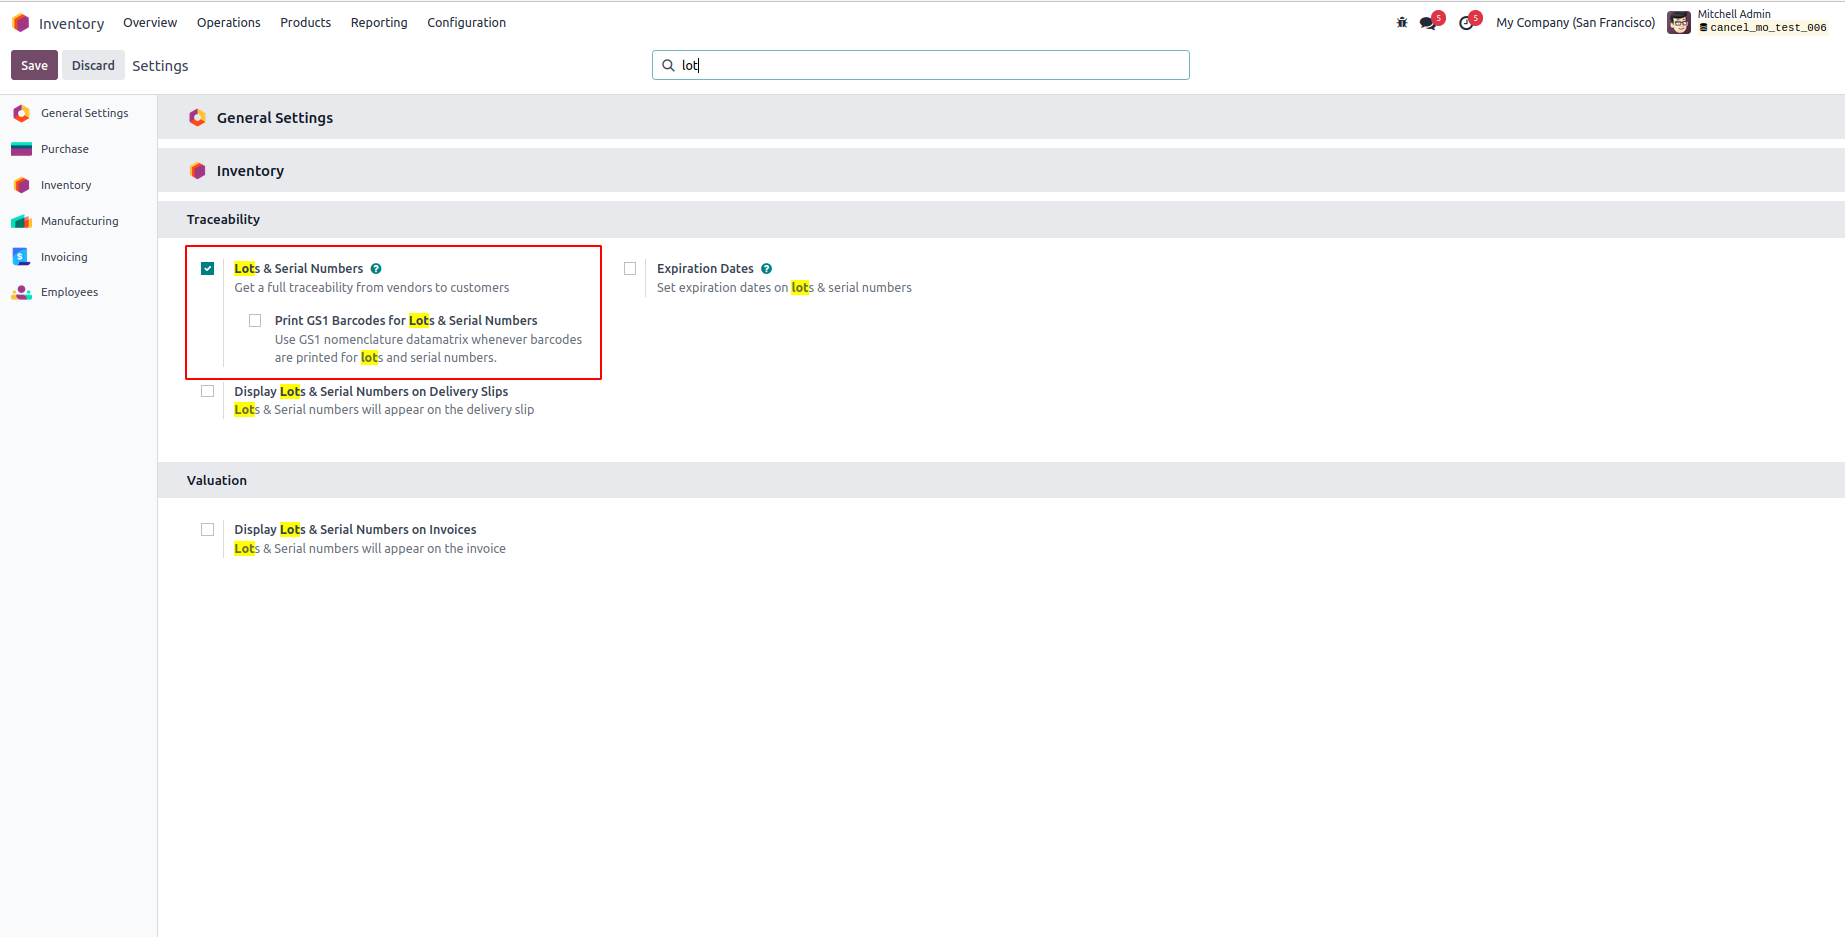 Inventory Overview Operations Products Reporting Configuration 5 5 My Company (San Francisco) Mitchell Admin
cancel_mo_test_006
Save Discard Settings lot
General Settings
Purchase
Inventory
Manufacturing
Invoicing
Employees
General Settings
Inventory
Traceability
Lots & Serial Numbers ?
Get a full traceability from vendors to customers
Print GS1 Barcodes for Lots & Serial Numbers
Use GS1 nomenclature datamatrix whenever barcodes
are printed for lots and serial numbers.
Expiration Dates ?
Set expiration dates on lots & serial numbers
Display Lots & Serial Numbers on Delivery Slips
Lots & Serial numbers will appear on the delivery slip
Valuation
Display Lots & Serial Numbers on Invoices
Lots & Serial numbers will appear on the invoice